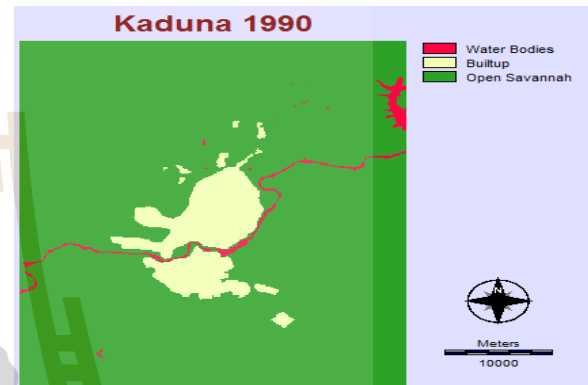 Kaduna 1990
Water Bodies
Builtup
Open Savannah
N
Meters
10000